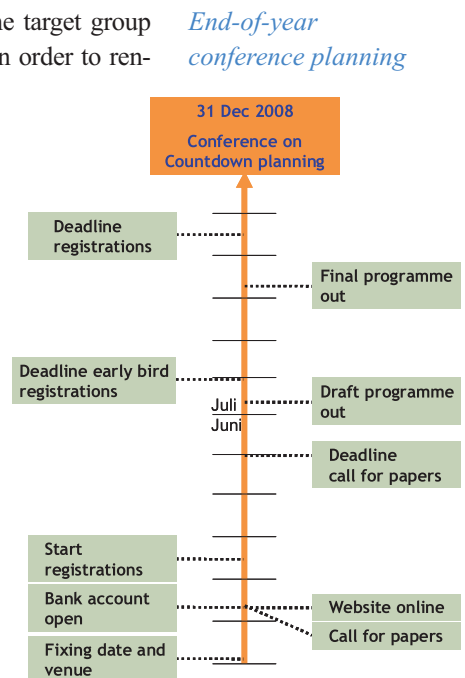 ne target group
n order to ren-
End-of-year
conference planning
31 Dec 2008
Conference on
Countdown planning
Deadline
registrations
Final programme
out
Deadline early bird
registrations
Juli
Juni
Draft programme
out
Deadline
call for papers
Start
registrations
Bank account
open
Website online
Call for papers
Fixing date and
venue